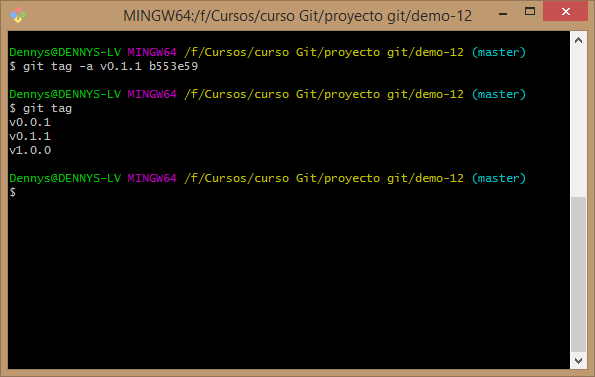 MINGW64:/f/Cursos/curso Git/proyecto git/demo-12
Dennys@DENNYS-LV MINGW64 /f/Cursos/curso Git/proyecto git/demo-12 (master)
$ git tag -a v0.1.1 b553e59
Dennys@DENNYS-LV MINGW64 /f/Cursos/curso Git/proyecto git/demo-12 (master)
$ git tag
v0.0.1
v0.1.1
v1.0.0
Dennys@DENNYS-LV MINGW64 /f/Cursos/curso Git/proyecto git/demo-12 (master)
$